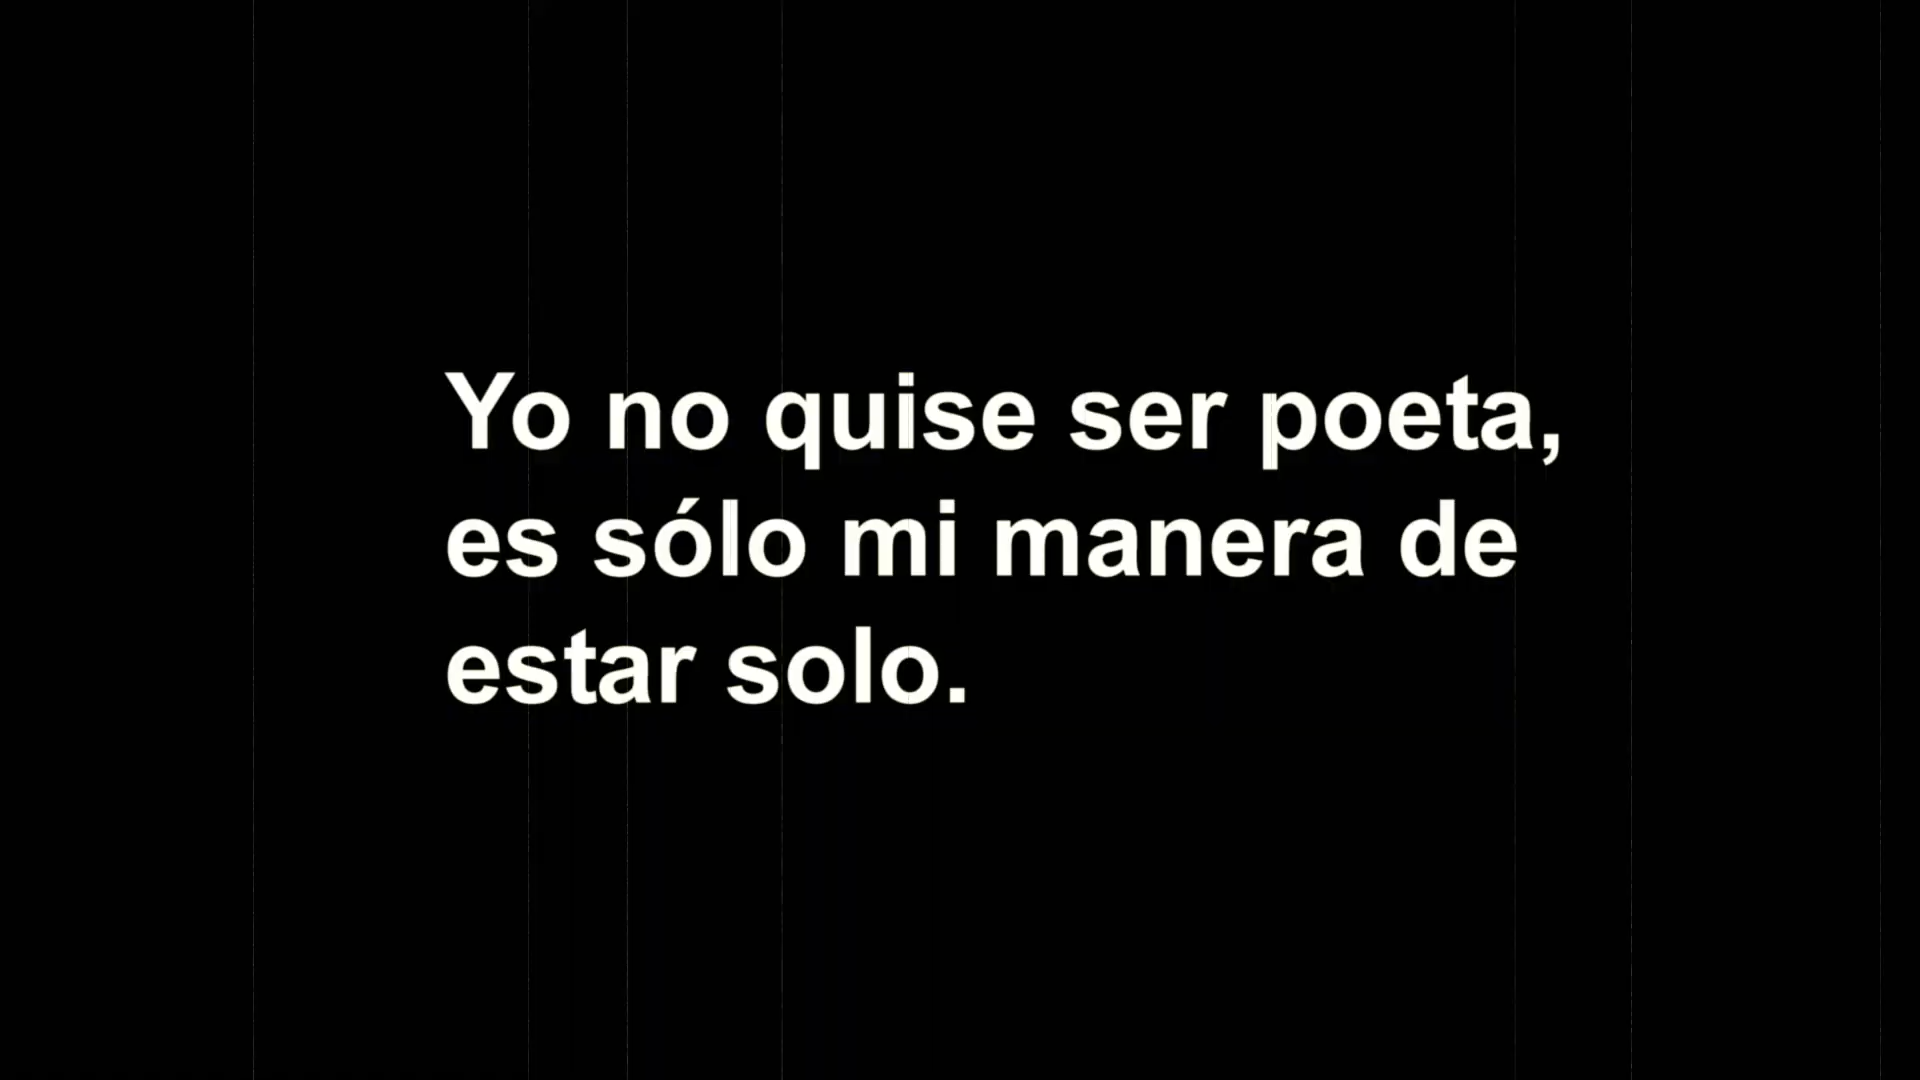 Yo no quise ser poeta,
es sólo mi manera de
estar solo.